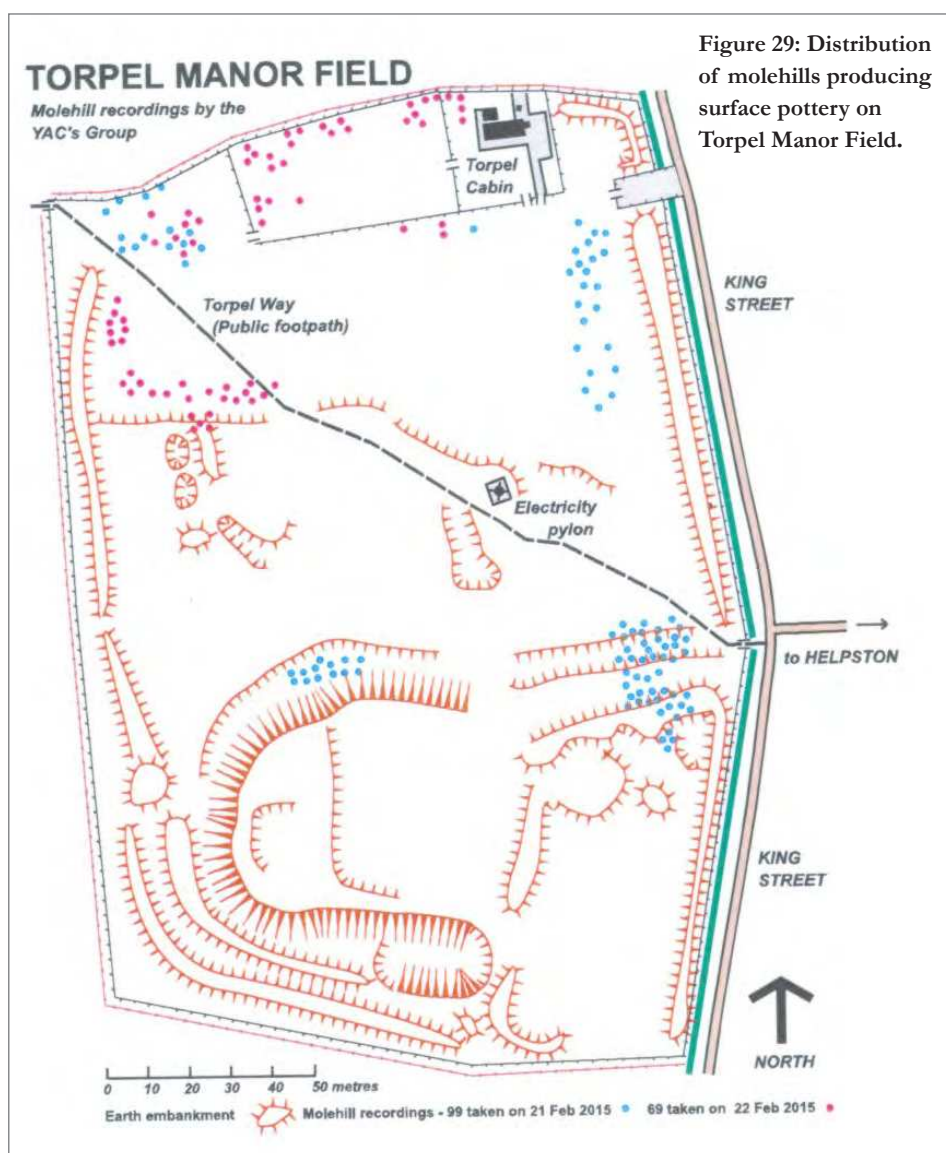 Figure 29: Distribution
of molehills producing
surface pottery on
Torpel Manor Field.
TORPEL MANOR FIELD
Molehill recordings by the
YAC's Group
Torpel
Cabin
KING
STREET
Torpel Way
(Public footpath)
Electricity
pylon
to HELPSTON
KING
STREET
NORTH
0 10 20 30 40 50 metres
Earth embankment Molehill recordings - 99 taken on 21 Feb 2015 69 taken on 22 Feb 2015